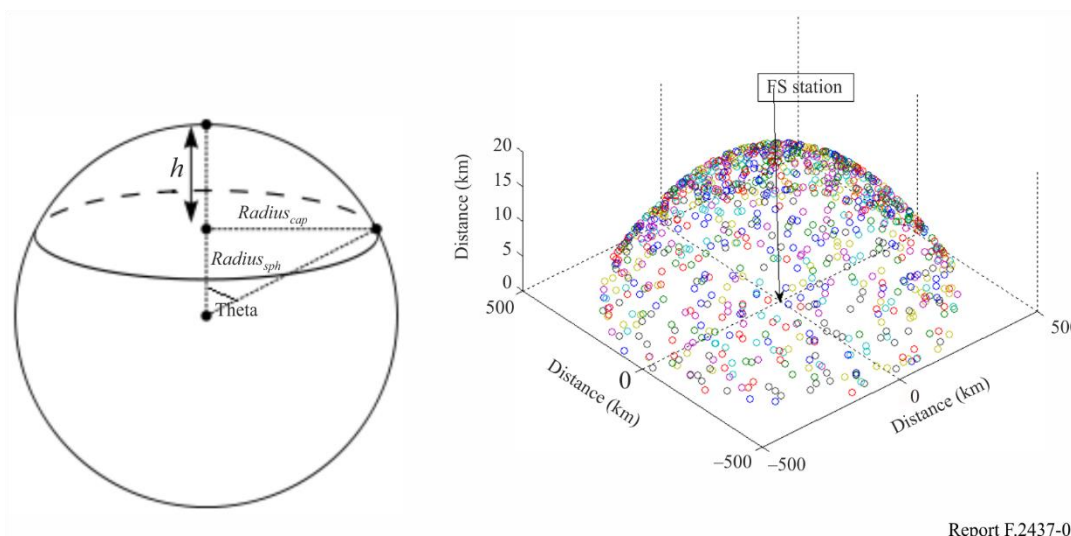 h
Radius_cap
Radius_sph
Theta
FS station
Distance (km)
20
15
10
5
0
500
Distance (km)
0
–500
Distance (km)
–500
0
50
Report F.2437-0